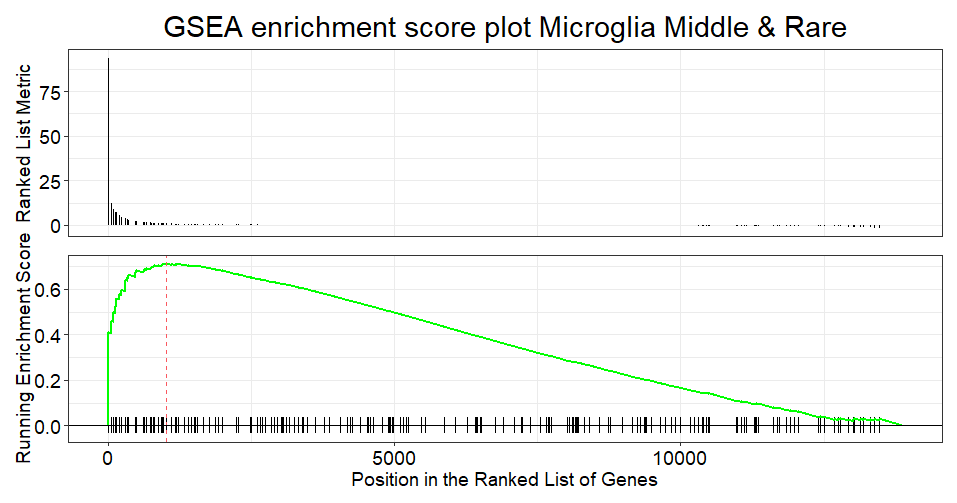 GSEA enrichment score plot Microglia Middle & Rare
Ranked List Metric
75
50
25
0
Running Enrichment Score
0.6
0.4
0.2
0.0
0 5000 10000
Position in the Ranked List of Genes